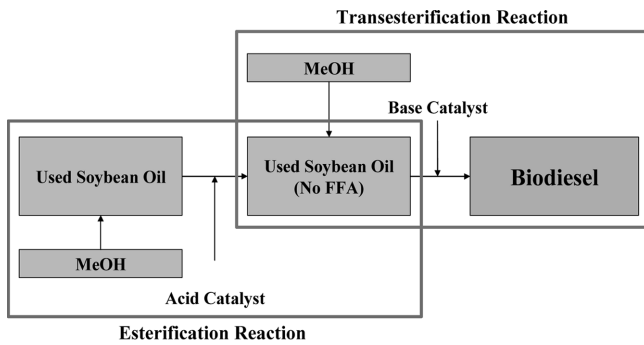 Transesterification Reaction
MeOH
Base Catalyst
Used Soybean Oil
Used Soybean Oil
(No FFA)
Biodiesel
MeOH
Acid Catalyst
Esterification Reaction